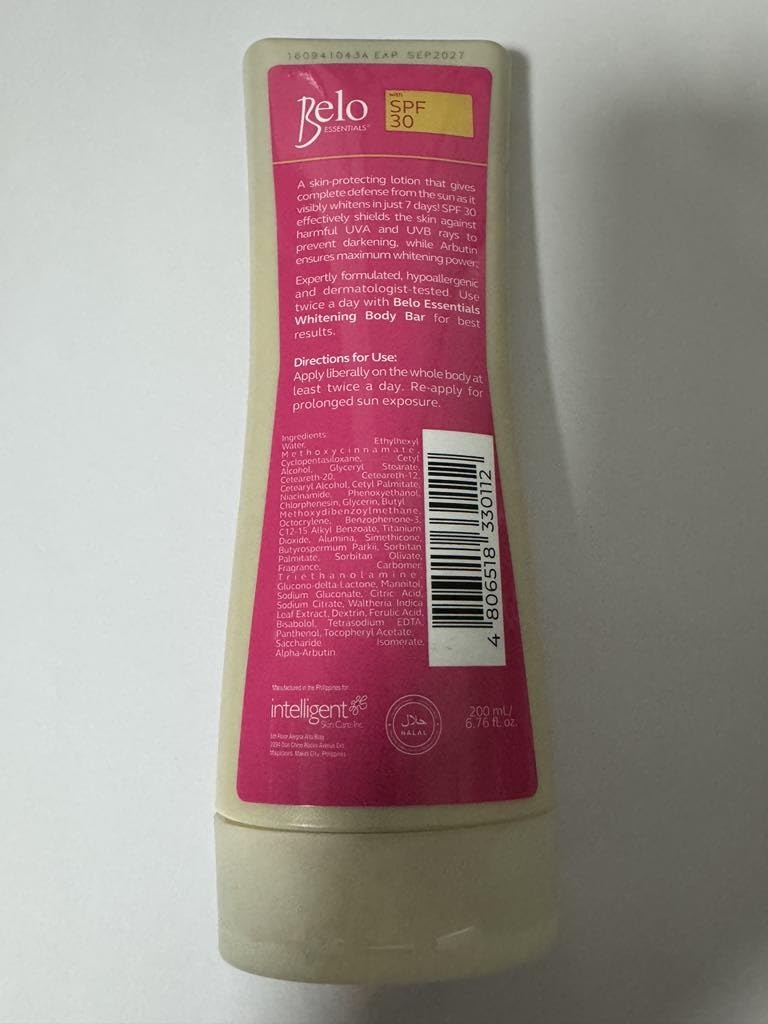 160941043A EXP SEP2027
Belo
ESSENTIALS
with
SPF
30
A skin-protecting lotion that gives
complete defense from the sun as it
visibly whitens in just 7 days! SPF 30
effectively shields the skin against
harmful UVA and UVB rays to
prevent darkening, while Arbutin
ensures maximum whitening power.
Expertly formulated, hypoallergenic
and dermatologist-tested. Use
twice a day with Belo Essentials
Whitening Body Bar for best
results.
Directions for Use:
Apply liberally on the whole body at
least twice a day. Re-apply for
prolonged sun exposure.
Ingredients:
Water, Ethylhexyl
Methoxycinnamate,
Cyclopentasiloxane, Cetyl
Alcohol, Glyceryl Stearate,
Ceteareth-20, Ceteareth-12,
Cetearyl Alcohol, Cetyl Palmitate,
Niacinamide, Phenoxyethanol,
Chlorphenesin, Glycerin, Butyl
Methoxydibenzoylmethane,
Octocrylene, Benzophenone-3,
C12-15 Alkyl Benzoate, Titanium
Dioxide, Alumina, Simethicone,
Butyrospermum Parkii, Sorbitan
Palmitate, Sorbitan Olivate,
Fragrance, Carbomer,
Triethanolamine,
Glucono-delta-Lactone, Mannitol,
Sodium Gluconate, Citric Acid,
Sodium Citrate, Waltheria Indica
Leaf Extract, Dextrin, Ferulic Acid,
Bisabolol, Tetrasodium EDTA,
Panthenol, Tocopheryl Acetate,
Saccharide Isomerate,
Alpha-Arbutin
4 806518 330112
Manufactured in the Philippines for
intelligent
Skin Care, Inc.
Magallanes, Makati City, Philippines
حلال
HALAL
200 mL/
6.76 fl. oz.